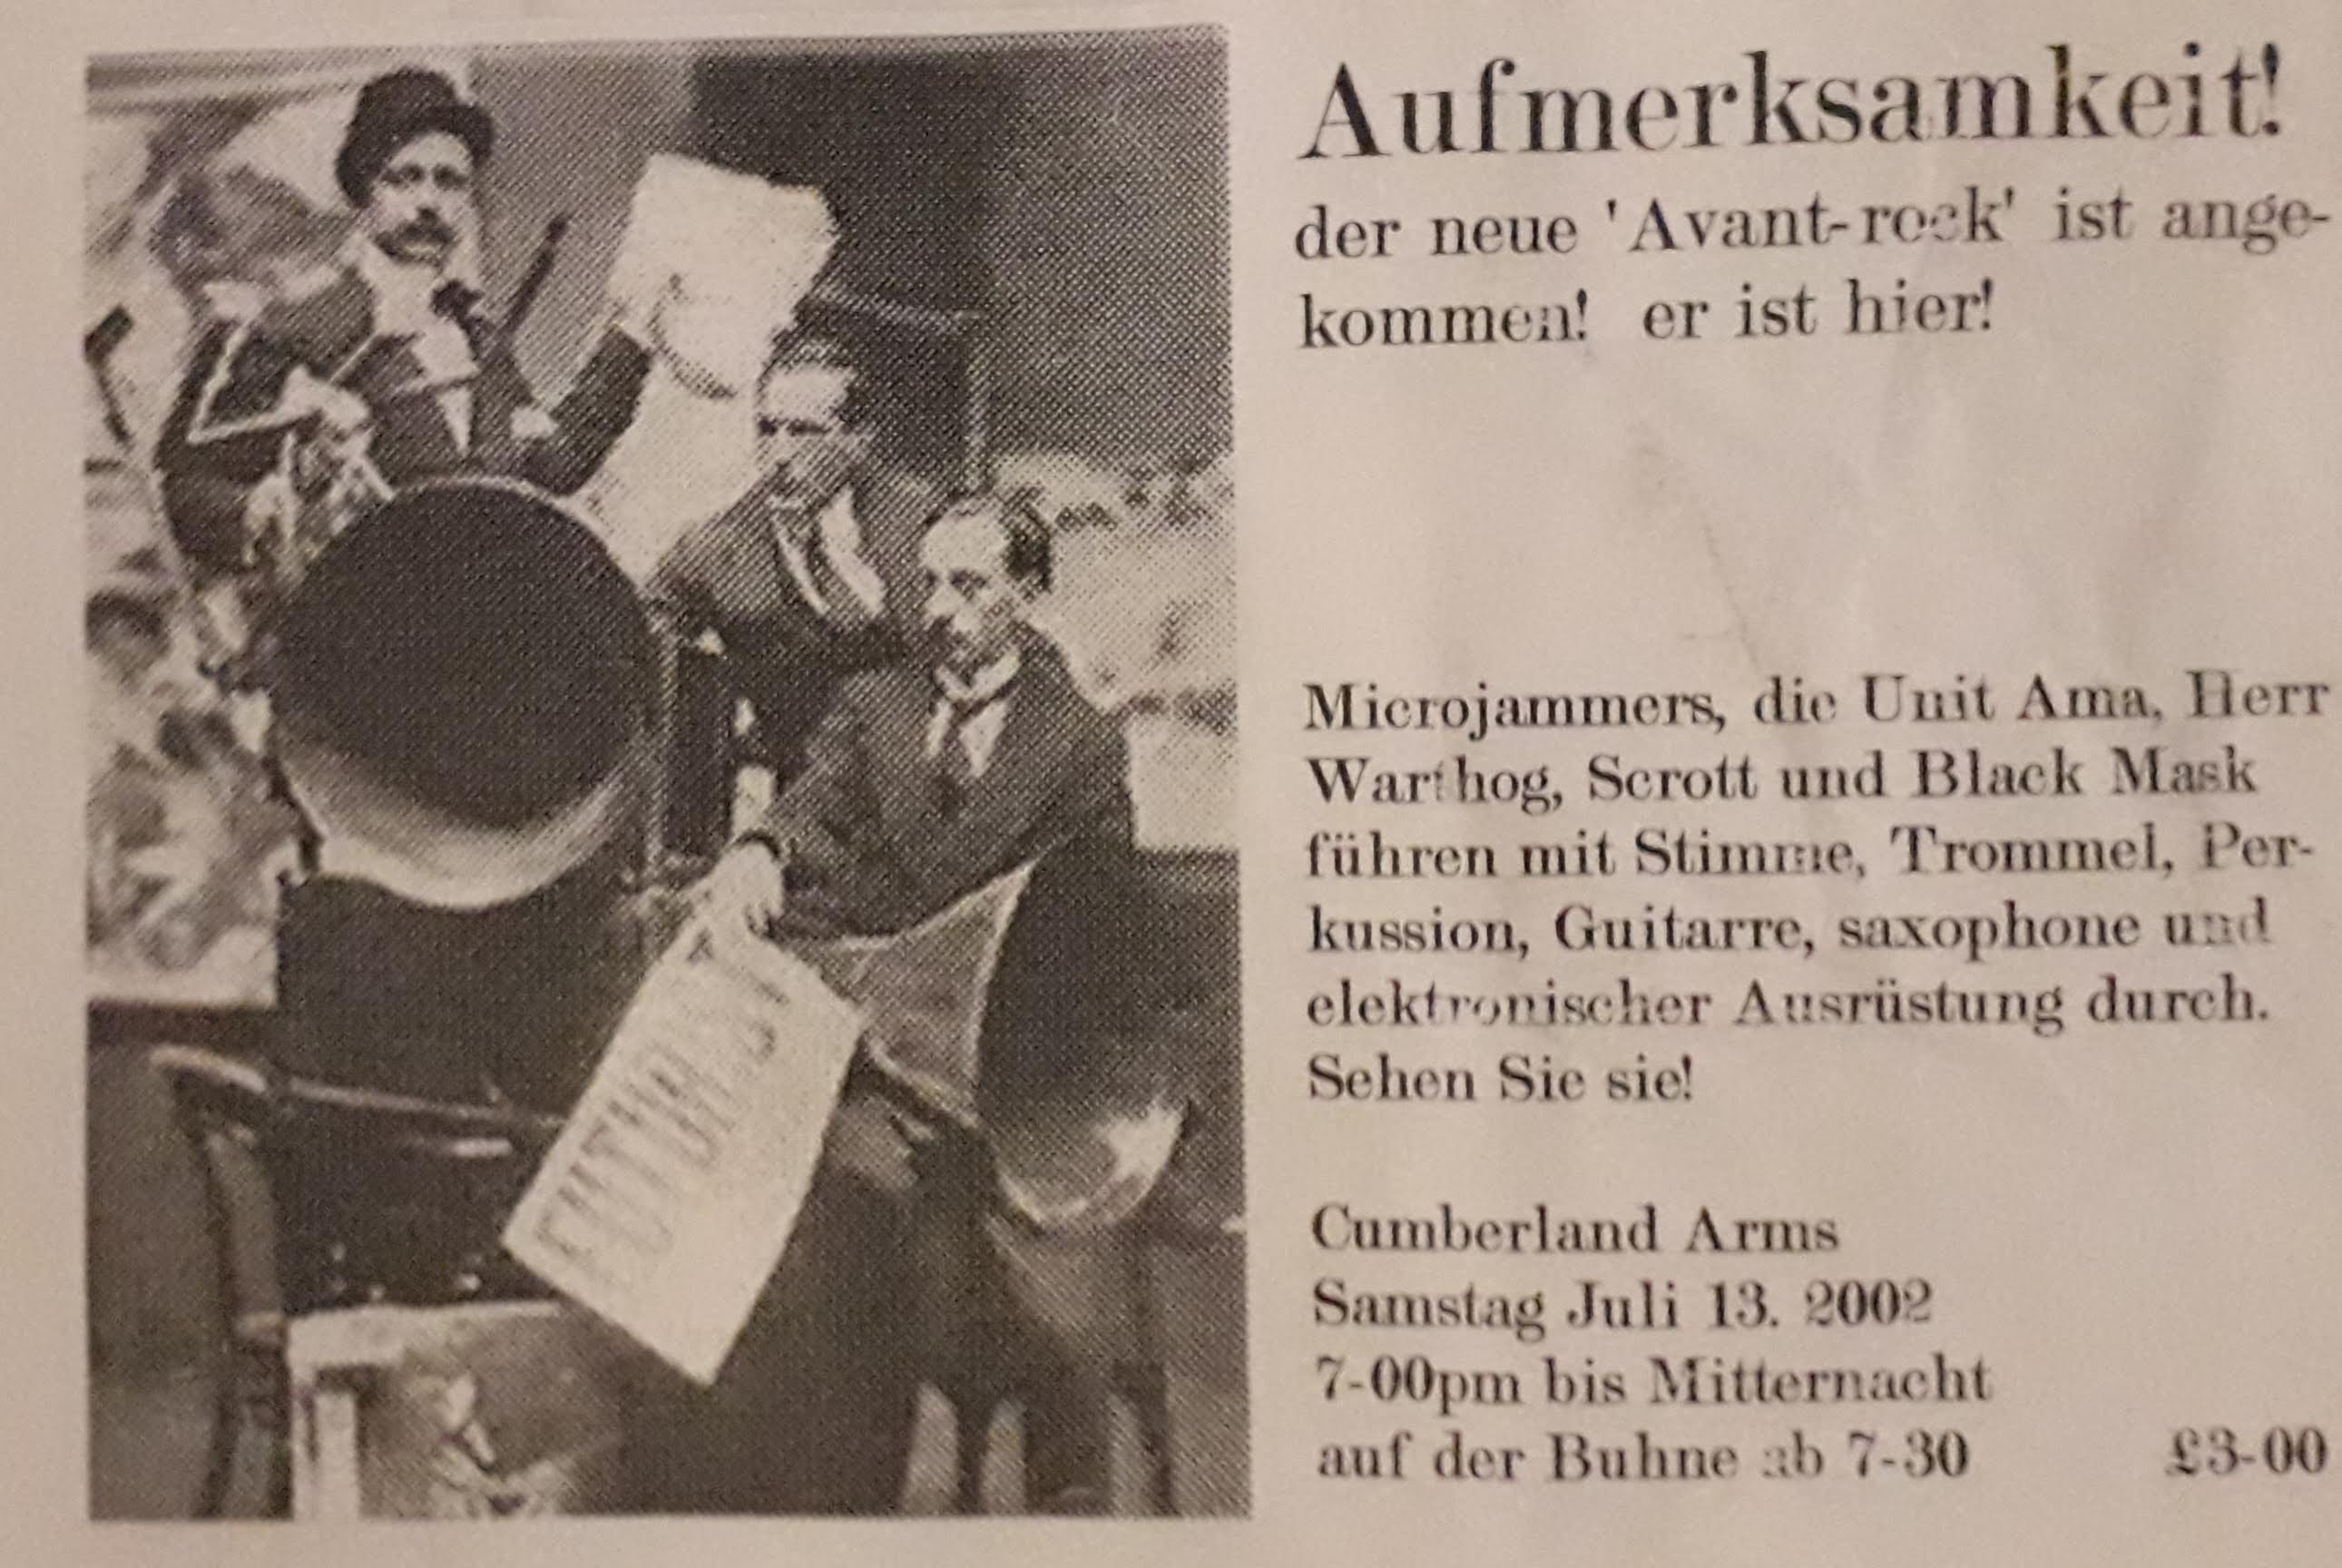 Aufmerksamkeit!
der neue 'Avant-rock' ist ange-
kommen! er ist hier!
Microjammers, die Unit Ama, Herr
Warthog, Scrott und Black Mask
führen mit Stimme, Trommel, Per-
kussion, Guitarre, saxophone und
elektronischer Ausrüstung durch.
Sehen Sie sie!
Cumberland Arms
Samstag Juli 13. 2002
7-00pm bis Mitternacht
auf der Buhne ab 7-30 £3-00